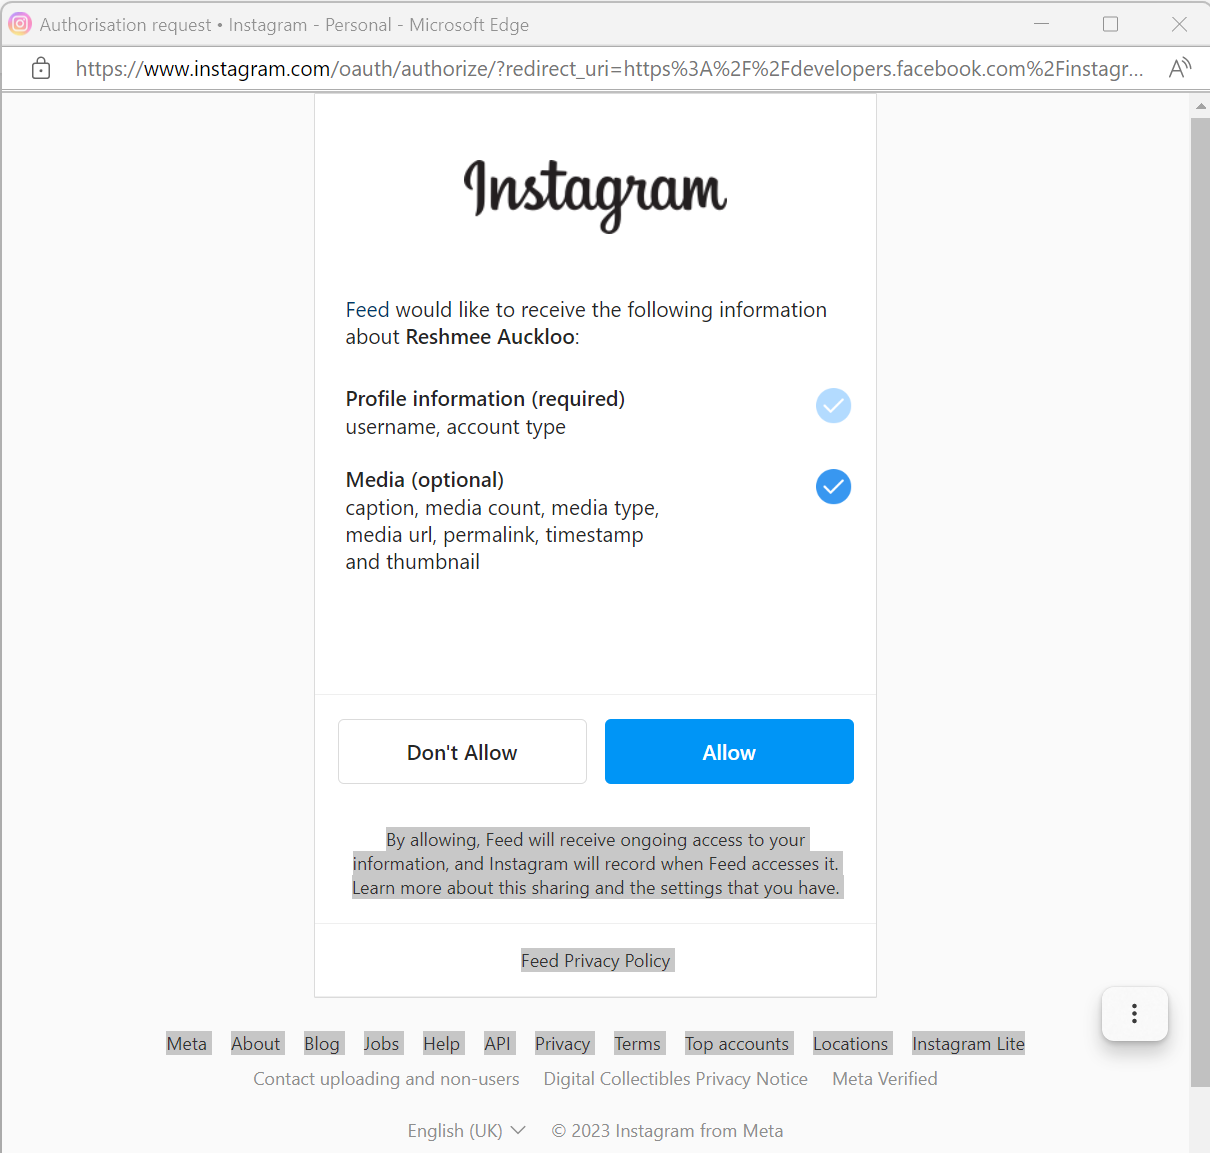 Authorisation request • Instagram - Personal - Microsoft Edge
https://www.instagram.com/oauth/authorize/?redirect_uri=https%3A%2F%2Fdevelopers.facebook.com%2Finstagr...
Instagram
Feed would like to receive the following information
about Reshmee Auckloo:
Profile information (required)
username, account type
Media (optional)
caption, media count, media type,
media url, permalink, timestamp
and thumbnail
Don't Allow Allow
By allowing, Feed will receive ongoing access to your
information, and Instagram will record when Feed accesses it.
Learn more about this sharing and the settings that you have.
Feed Privacy Policy
Meta About Blog Jobs Help API Privacy Terms Top accounts Locations Instagram Lite
Contact uploading and non-users Digital Collectibles Privacy Notice Meta Verified
English (UK) © 2023 Instagram from Meta